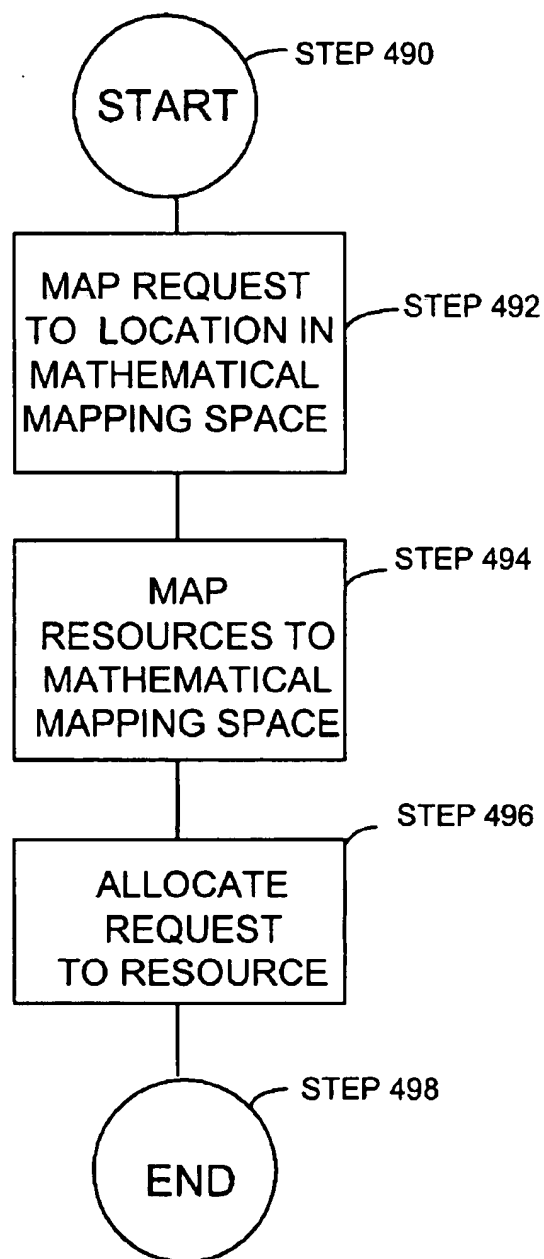 STEP 490
START
MAP REQUEST
TO LOCATION IN
MATHEMATICAL
MAPPING SPACE
STEP 492
MAP
RESOURCES TO
MATHEMATICAL
MAPPING SPACE
STEP 494
ALLOCATE
REQUEST
TO RESOURCE
STEP 496
STEP 498
END